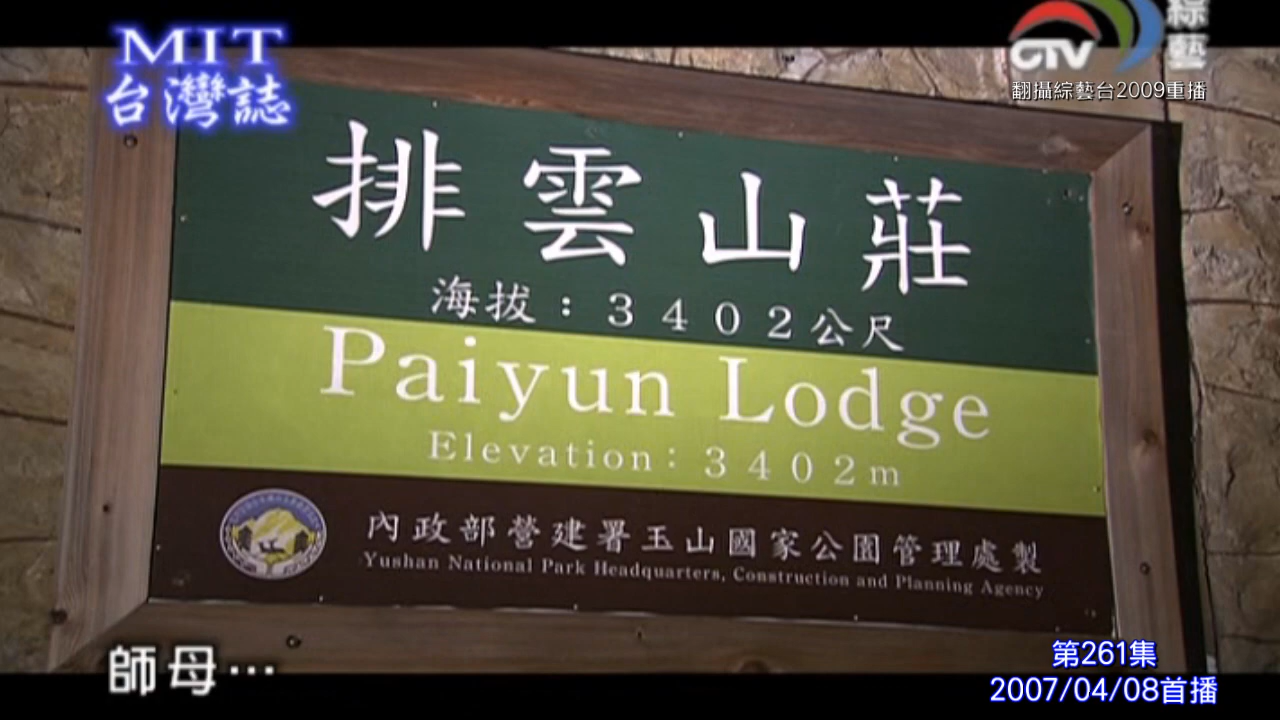 MIT
台灣誌
CTV
綜藝
翻攝綜藝台2009重播
排雲山莊
海拔：3402公尺
Paiyun Lodge
Elevation：3402m
內政部營建署玉山國家公園管理處製
Yushan National Park Headquarters, Construction and Planning Agency
師母…
第261集
2007/04/08首播